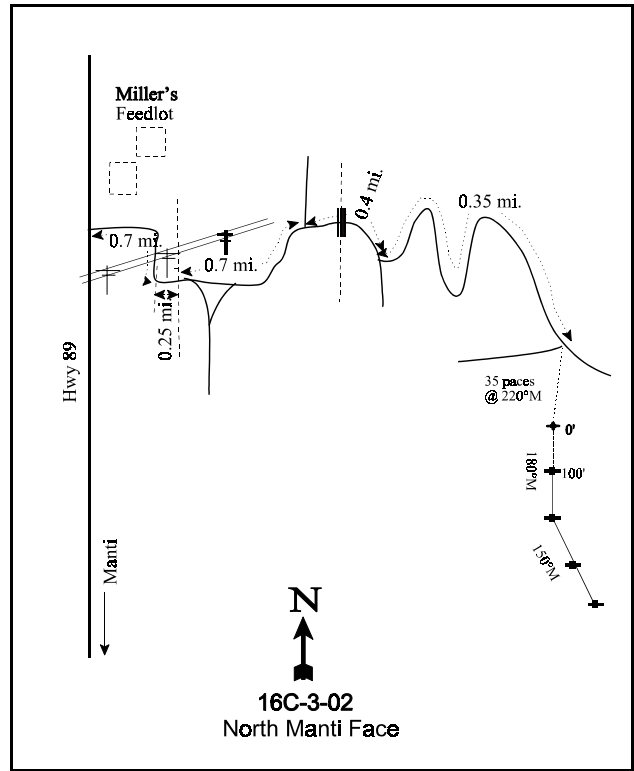 Miller's
Feedlot
0.7 mi.
0.7 mi.
0.25 mi.
0.4 mi.
0.35 mi.
Hwy 89
35 paces
@ 220°M
0'
100'
180°M
150°M
Manti
N
16C-3-02
North Manti Face